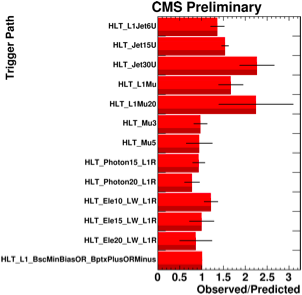 CMS Preliminary
Trigger Path
HLT_L1Jet6U
HLT_Jet15U
HLT_Jet30U
HLT_L1Mu
HLT_L1Mu20
HLT_Mu3
HLT_Mu5
HLT_Photon15_L1R
HLT_Photon20_L1R
HLT_Ele10_LW_L1R
HLT_Ele15_LW_L1R
HLT_Ele20_LW_L1R
HLT_L1_BscMinBiasOR_BptxPlusORMinus
0 0.5 1 1.5 2 2.5 3
Observed/Predicted